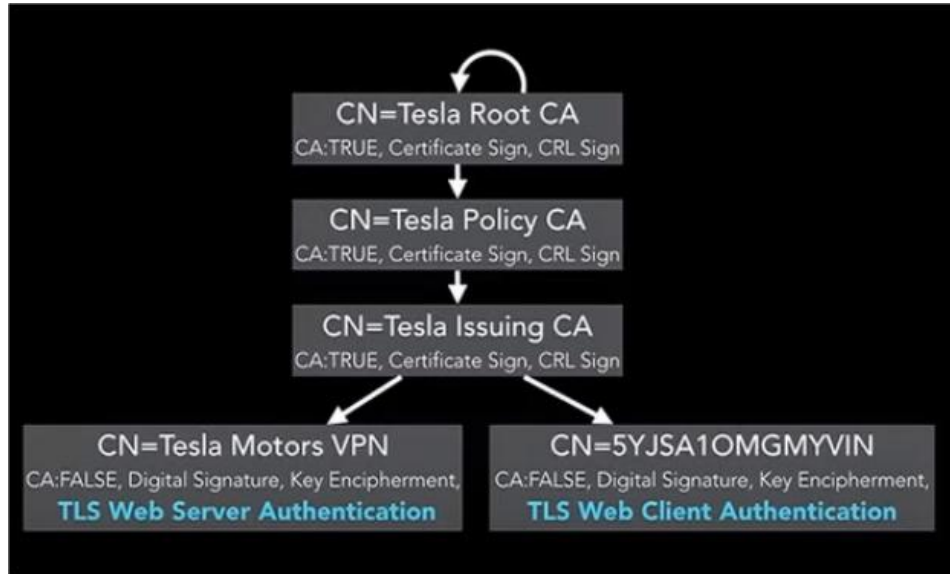 CN=Tesla Root CA
CA:TRUE, Certificate Sign, CRL Sign
CN=Tesla Policy CA
CA:TRUE, Certificate Sign, CRL Sign
CN=Tesla Issuing CA
CA:TRUE, Certificate Sign, CRL Sign
CN=Tesla Motors VPN
CA:FALSE, Digital Signature, Key Encipherment,
TLS Web Server Authentication
CN=5YJSA1OMGMYVIN
CA:FALSE, Digital Signature, Key Encipherment,
TLS Web Client Authentication